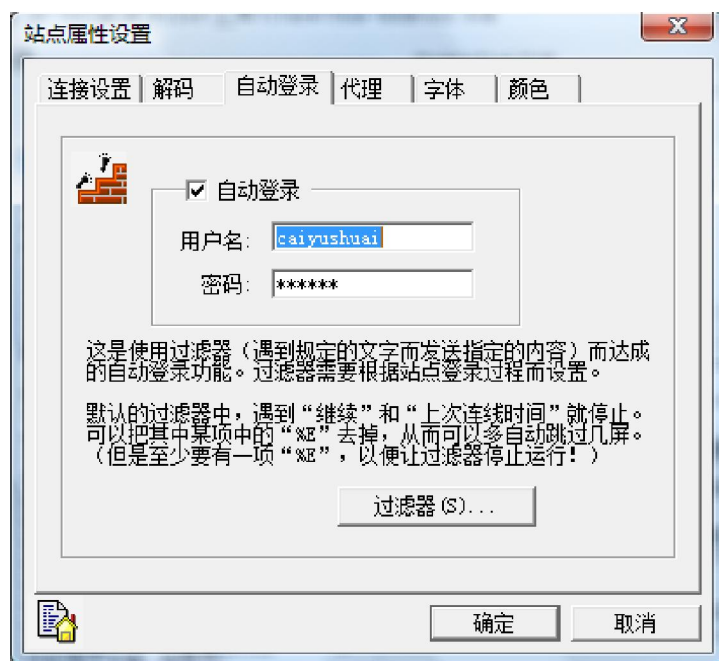 站点属性设置
连接设置 解码 自动登录 代理 字体 颜色
自动登录
用户名: caiyushuai
密码: ******
这是使用过滤器（遇到规定的文字而发送指定的内容）而达成
的自动登录功能。过滤器需要根据站点登录过程而设置。
默认的过滤器中，遇到“继续”和“上次连线时间”就停止。
可以把其中某项中的“%E”去掉，从而可以多自动跳过几屏。
（但是至少要有一项“%E”，以便让过滤器停止运行！）
过滤器(S)...
确定 取消